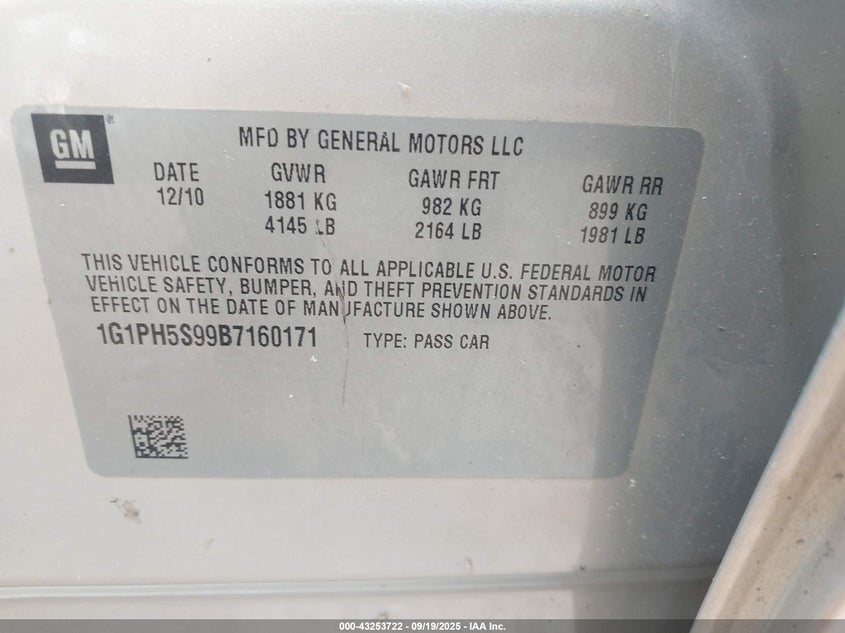 GM
MFD BY GENERAL MOTORS LLC
DATE GVWR GAWR FRT GAWR RR
12/10 1881 KG 982 KG 899 KG
4145 LB 2164 LB 1981 LB
THIS VEHICLE CONFORMS TO ALL APPLICABLE U.S. FEDERAL MOTOR
VEHICLE SAFETY, BUMPER, AND THEFT PREVENTION STANDARDS IN
EFFECT ON THE DATE OF MANUFACTURE SHOWN ABOVE.
1G1PH5S99B7160171 TYPE: PASS CAR
000-43253722 - 09/19/2025 - IAA Inc.